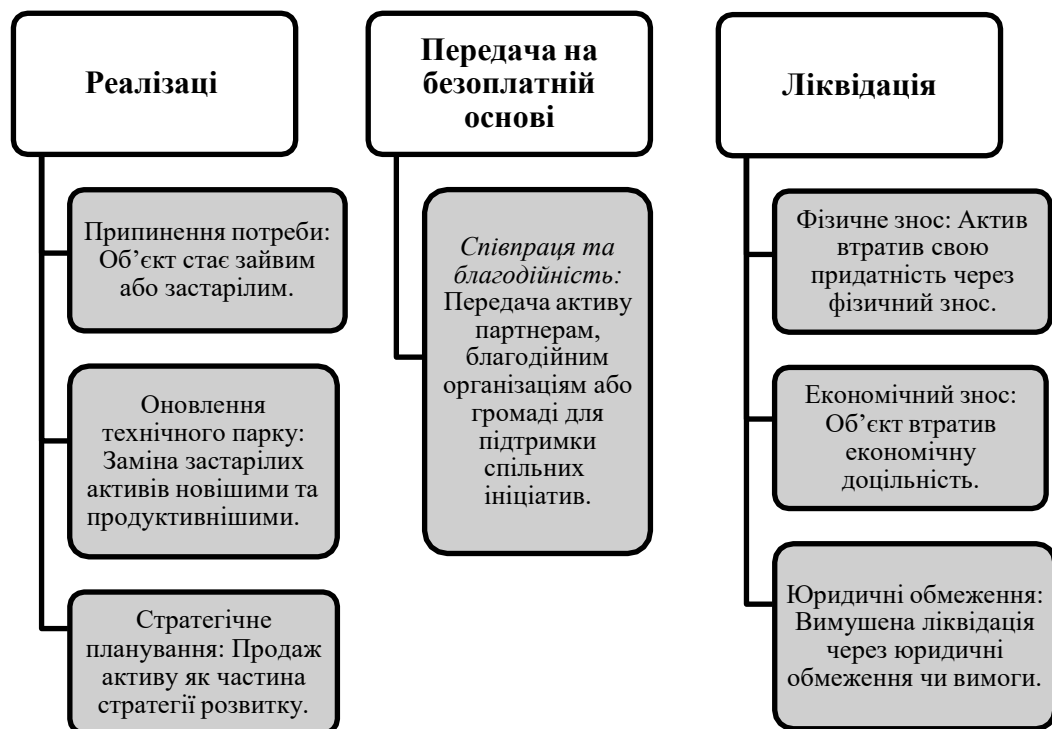 Реалізаці
Припинення потреби:
Об’єкт стає зайвим
або застарілим.
Оновлення
технічного парку:
Заміна застарілих
активів новішими та
продуктивнішими.
Стратегічне
планування: Продаж
активу як частина
стратегії розвитку.
Передача на
безоплатній
основі
Співпраця та
благодійність:
Передача активу
партнерам,
благодійним
організаціям або
громаді для
підтримки
спільних
ініціатив.
Ліквідація
Фізичне знос: Актив
втратив свою
придатність через
фізичний знос.
Економічний знос:
Об’єкт втратив
економічну
доцільність.
Юридичні обмеження:
Вимушена ліквідація
через юридичні
обмеження чи вимоги.